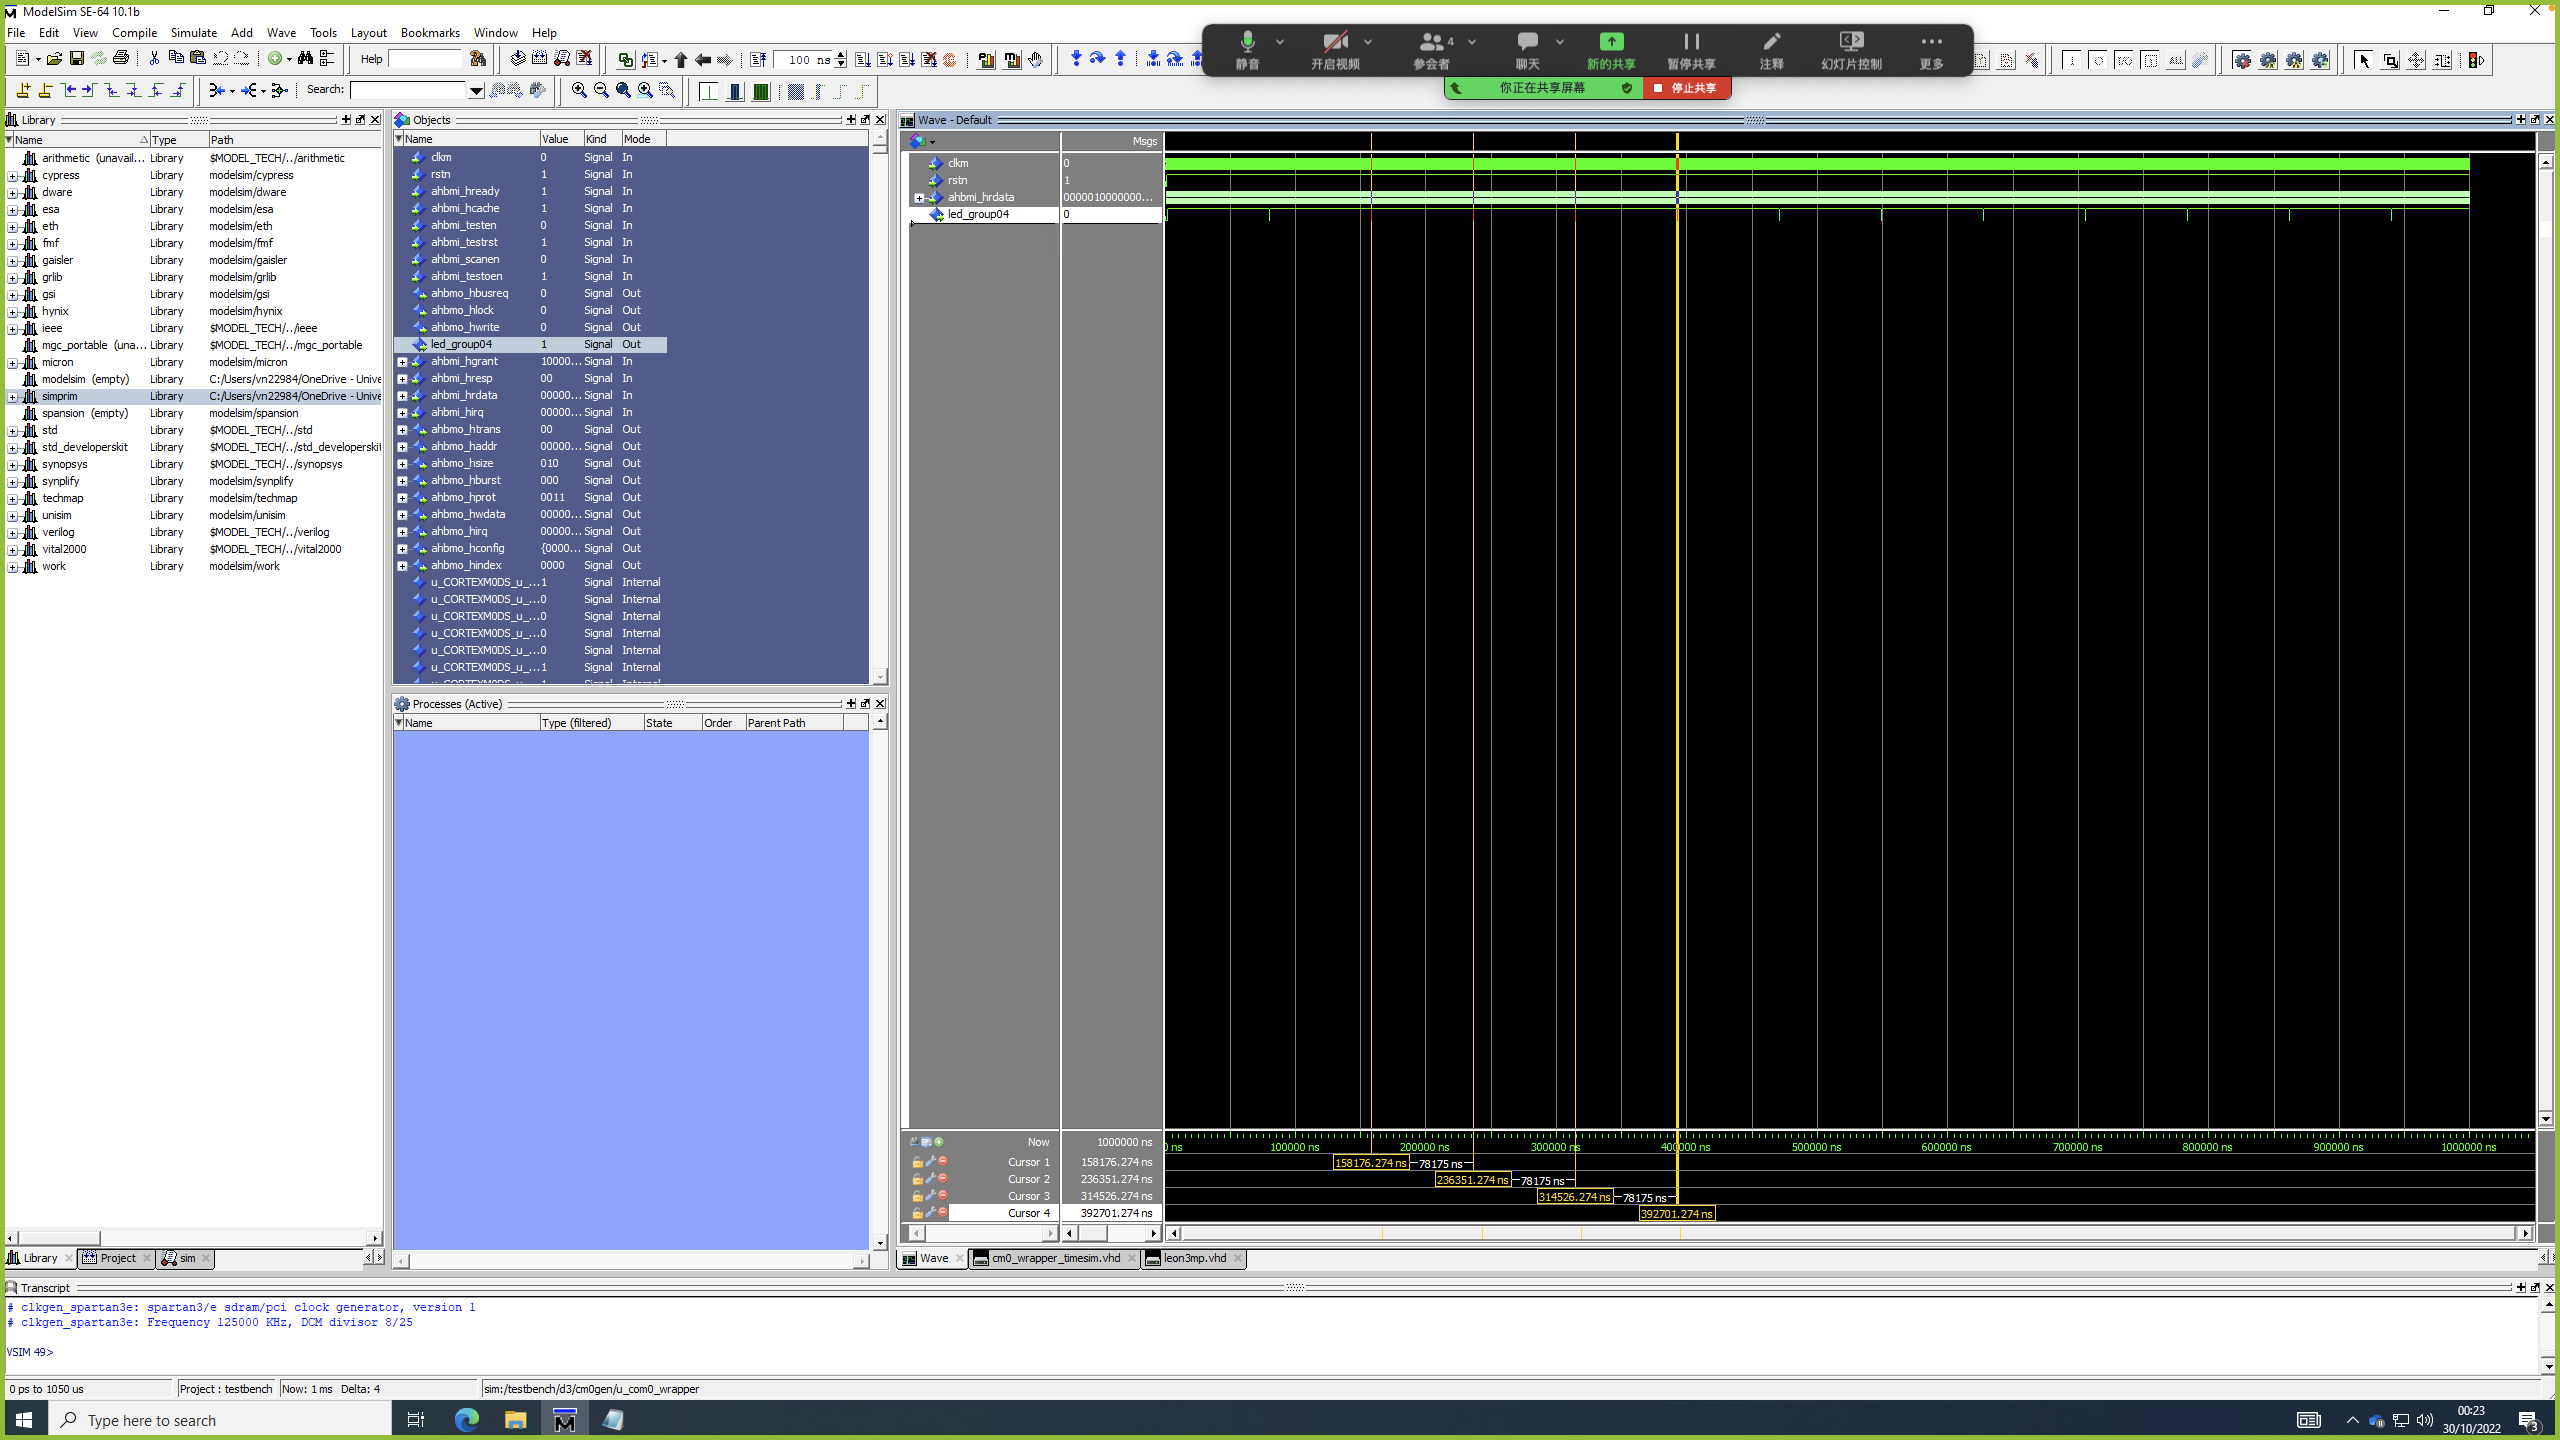 ModelSim SE-64 10.1b
File Edit View Compile Simulate Add Wave Tools Layout Bookmarks Window Help
Help
100 ns
静音
开启视频
4
参会者
聊天
新的共享
暂停共享
注释
幻灯片控制
更多
你正在共享屏幕
停止共享
Search:
Library
Name Type Path
arithmetic (unavail... Library $MODEL_TECH/../arithmetic
cypress Library modelsim/cypress
dware Library modelsim/dware
esa Library modelsim/esa
eth Library modelsim/eth
fmf Library modelsim/fmf
gaisler Library modelsim/gaisler
grlib Library modelsim/grlib
gsi Library modelsim/gsi
hynix Library modelsim/hynix
ieee Library $MODEL_TECH/../ieee
mgc_portable (una... Library $MODEL_TECH/../mgc_portable
micron Library modelsim/micron
modelsim (empty) Library C:/Users/vn22984/OneDrive - Unive
simprim Library C:/Users/vn22984/OneDrive - Unive
spansion (empty) Library modelsim/spansion
std Library $MODEL_TECH/../std
std_developerskit Library $MODEL_TECH/../std_developerskit
synopsys Library $MODEL_TECH/../synopsys
synplify Library modelsim/synplify
techmap Library modelsim/techmap
unisim Library modelsim/unisim
verilog Library $MODEL_TECH/../verilog
vital2000 Library $MODEL_TECH/../vital2000
work Library modelsim/work
Library Project sim
Objects
Name Value Kind Mode
clkm 0 Signal In
rstn 1 Signal In
ahbmi_hready 1 Signal In
ahbmi_hcache 1 Signal In
ahbmi_testen 0 Signal In
ahbmi_testrst 1 Signal In
ahbmi_scanen 0 Signal In
ahbmi_testoen 1 Signal In
ahbmo_hbusreq 0 Signal Out
ahbmo_hlock 0 Signal Out
ahbmo_hwrite 0 Signal Out
led_group04 1 Signal Out
ahbmi_hgrant 10000... Signal In
ahbmi_hresp 00 Signal In
ahbmi_hrdata 00000... Signal In
ahbmi_hirq 00000... Signal In
ahbmo_htrans 00 Signal Out
ahbmo_haddr 00000... Signal Out
ahbmo_hsize 010 Signal Out
ahbmo_hburst 000 Signal Out
ahbmo_hprot 0011 Signal Out
ahbmo_hwdata 00000... Signal Out
ahbmo_hirq 00000... Signal Out
ahbmo_hconfig {0000... Signal Out
ahbmo_hindex 0000 Signal Out
u_CORTEXM0DS_u_... 1 Signal Internal
u_CORTEXM0DS_u_... 0 Signal Internal
u_CORTEXM0DS_u_... 0 Signal Internal
u_CORTEXM0DS_u_... 0 Signal Internal
u_CORTEXM0DS_u_... 0 Signal Internal
u_CORTEXM0DS_u_... 1 Signal Internal
Processes (Active)
Name Type (filtered) State Order Parent Path
Wave - Default
Msgs
clkm 0
rstn 1
ahbmi_hrdata 0000010000000...
led_group04 0
Now 1000000 ns
Cursor 1 158176.274 ns
Cursor 2 236351.274 ns
Cursor 3 314526.274 ns
Cursor 4 392701.274 ns
ns 100000 ns 200000 ns 300000 ns 400000 ns 500000 ns 600000 ns 700000 ns 800000 ns 900000 ns 1000000 ns
158176.274 ns 78175 ns
236351.274 ns 78175 ns
314526.274 ns 78175 ns
392701.274 ns
Wave cm0_wrapper_timesim.vhd leon3mp.vhd
Transcript
# clkgen_spartan3e: spartan3/e sdram/pci clock generator, version 1
# clkgen_spartan3e: Frequency 125000 KHz, DCM divisor 8/25
VSIM 49>
0 ps to 1050 us Project : testbench Now: 1 ms Delta: 4 sim:/testbench/d3/cm0gen/u_com0_wrapper
Type here to search
00:23
30/10/2022
3